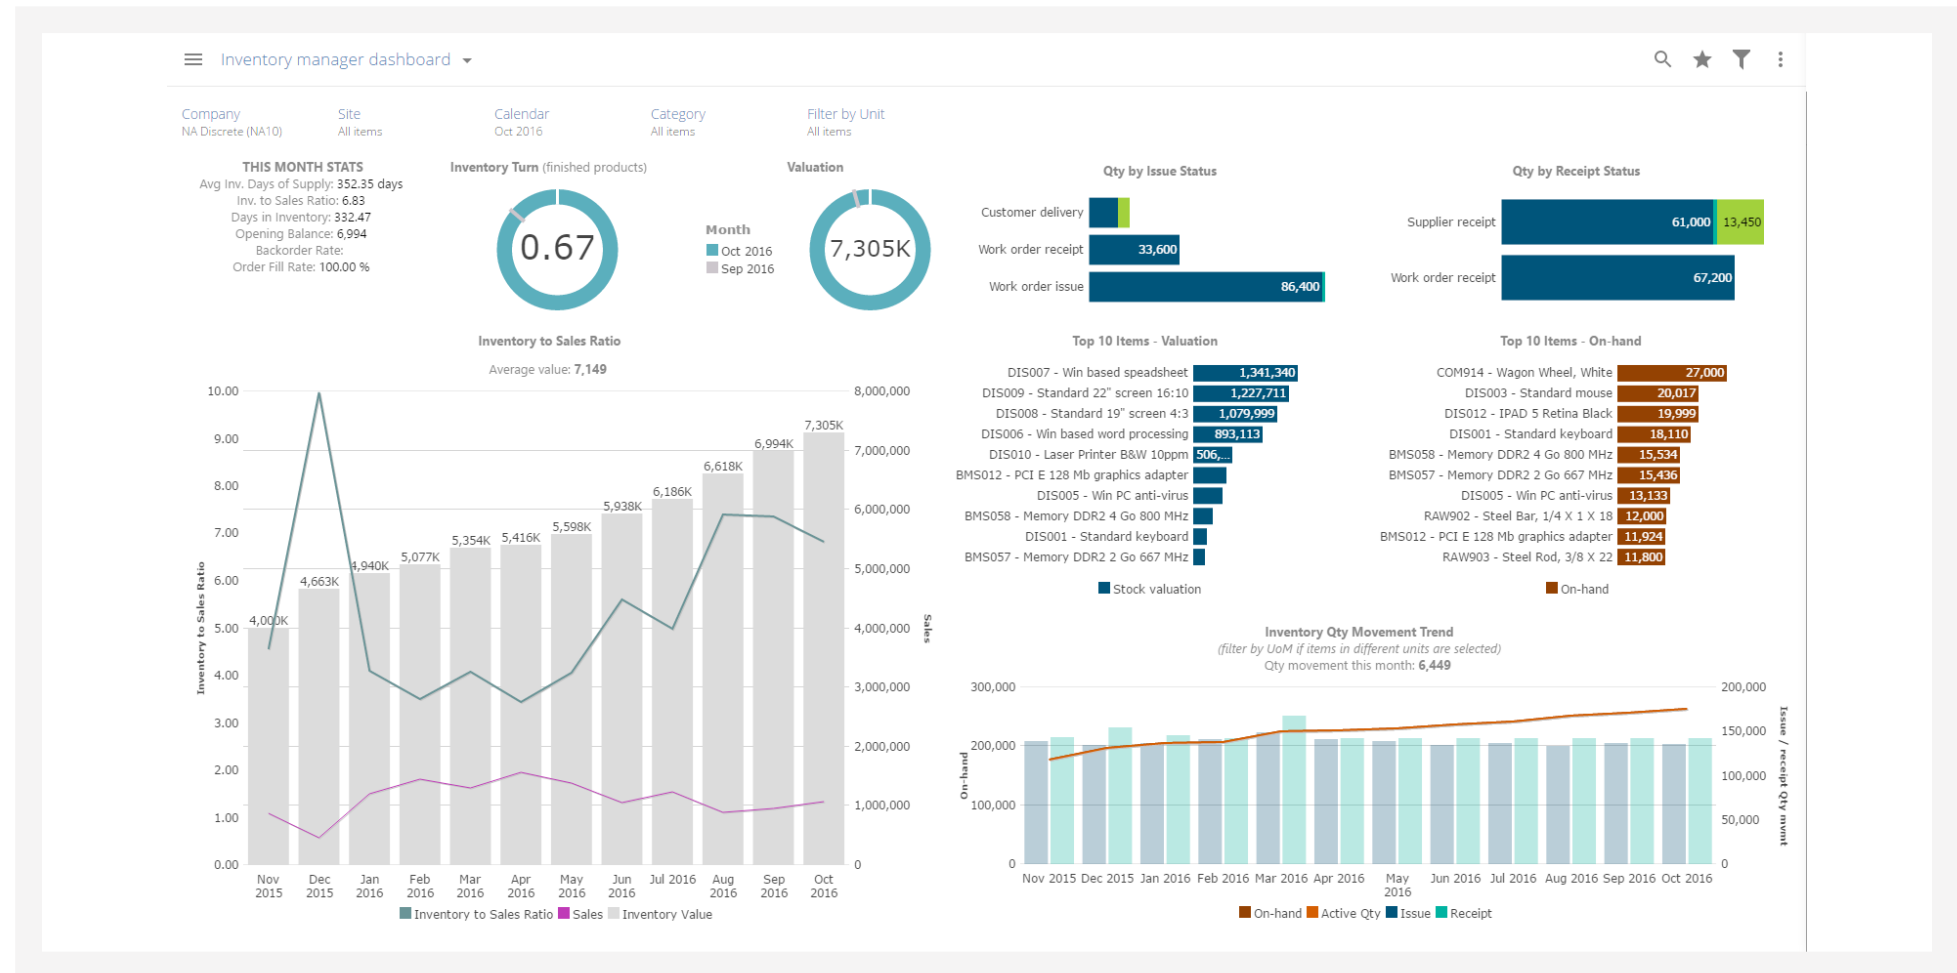 Inventory manager dashboard
Company
Site
Calendar
Category
Filter by Unit
NA Discrete (NA10)
All items
Oct 2016
All items
All items
THIS MONTH STATS
Avg Inv. Days of Supply: 352.35 days
Inv. to Sales Ratio: 6.83
Days in Inventory: 332.47
Opening Balance: 6,994
Backorder Rate:
Order Fill Rate: 100.00 %
Inventory Turn (finished products)
0.67
Month
Oct 2016
Sep 2016
Valuation
7,305K
Qty by Issue Status
Customer delivery
Work order receipt
33,600
Work order issue
86,400
Qty by Receipt Status
Supplier receipt
61,000
13,450
Work order receipt
67,200
Inventory to Sales Ratio
Average value: 7,149
10.00
9.00
8.00
7.00
6.00
5.00
4.00
3.00
2.00
1.00
0.00
Inventory to Sales Ratio
4,000K
4,663K
4,940K
5,077K
5,354K
5,416K
5,598K
5,938K
6,186K
6,618K
6,994K
7,305K
8,000,000
7,000,000
6,000,000
5,000,000
4,000,000
3,000,000
2,000,000
1,000,000
0
Sales
Nov 2015
Dec 2015
Jan 2016
Feb 2016
Mar 2016
Apr 2016
May 2016
Jun 2016
Jul 2016
Aug 2016
Sep 2016
Oct 2016
Inventory to Sales Ratio
Sales
Inventory Value
Top 10 Items - Valuation
DIS007 - Win based speadsheet 1,341,340
DIS009 - Standard 22" screen 16:10 1,227,711
DIS008 - Standard 19" screen 4:3 1,079,999
DIS006 - Win based word processing 893,113
DIS010 - Laser Printer B&W 10ppm 506,...
BMS012 - PCI E 128 Mb graphics adapter
DIS005 - Win PC anti-virus
BMS058 - Memory DDR2 4 Go 800 MHz
DIS001 - Standard keyboard
BMS057 - Memory DDR2 2 Go 667 MHz
Stock valuation
Top 10 Items - On-hand
COM914 - Wagon Wheel, White 27,000
DIS003 - Standard mouse 20,017
DIS012 - IPAD 5 Retina Black 19,999
DIS001 - Standard keyboard 18,110
BMS058 - Memory DDR2 4 Go 800 MHz 15,534
BMS057 - Memory DDR2 2 Go 667 MHz 15,436
DIS005 - Win PC anti-virus 13,133
RAW902 - Steel Bar, 1/4 X 1 X 18 12,000
BMS012 - PCI E 128 Mb graphics adapter 11,924
RAW903 - Steel Rod, 3/8 X 22 11,800
On-hand
Inventory Qty Movement Trend
(filter by UoM if items in different units are selected)
Qty movement this month: 6,449
300,000
200,000
100,000
0
On-hand
200,000
150,000
100,000
50,000
0
Issue / receipt Qty mvmt
Nov 2015
Dec 2015
Jan 2016
Feb 2016
Mar 2016
Apr 2016
May 2016
Jun 2016
Jul 2016
Aug 2016
Sep 2016
Oct 2016
On-hand
Active Qty
Issue
Receipt